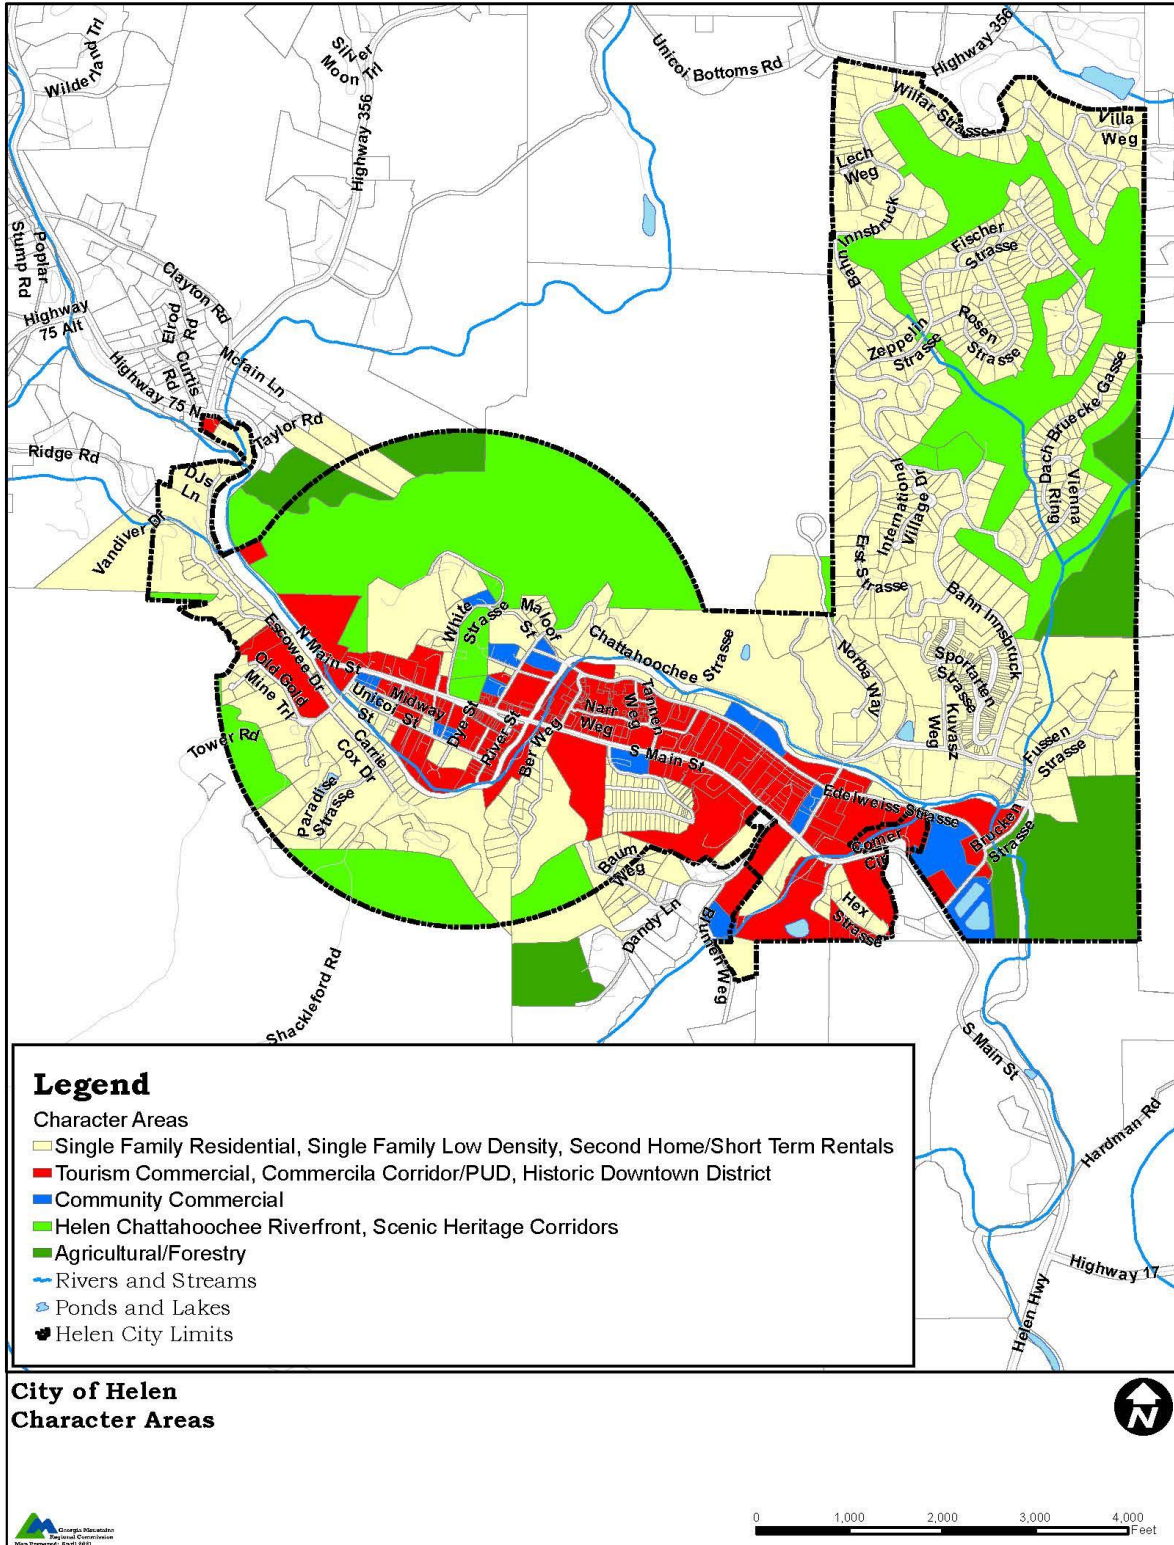 Wilderland Trl
Silver
Moon Trl
Highway 356
Unicoi Bottoms Rd
Highway 356
Wilfar Strasse
Villa
Weg
Lech
Weg
Bahn Innsbruck
Fischer
Strasse
Rosen
Strasse
Zeppelin
Strasse
Poplar
Stump Rd
Clayton Rd
Highway
75 Alt
Elrod
Rd
Curtis
Rd
Mcfain Ln
Highway 75 N
Taylor Rd
Ridge Rd
DJs
Ln
Vandiver Dr
Dach Bruecke Gasse
Vienna
Ring
International
Village Dr
Erst Strasse
Bahn Innsbruck
White
Strasse
Maloof
St
Chattahoochee Strasse
N Main St
Escowee Dr
Old Gold
Mine Trl
Tower Rd
Unicoi St
Midway
Dye St
River St
Ber Weg
Narr
Weg
Tannen
Weg
Norba Way
Sportarten
Strasse
Kuvasz
Weg
Fussen
Strasse
Carrie
Cox Dr
Paradise
Strasse
S Main St
Edelweiss Strasse
Brucken
Strasse
Comer
Cir
Baum
Weg
Hex
Strasse
Dandy Ln
Blumen Weg
Shackleford Rd
S Main St
Hardman Rd
Highway 17
Helen Hwy
Legend
Character Areas
Single Family Residential, Single Family Low Density, Second Home/Short Term Rentals
Tourism Commercial, Commercila Corridor/PUD, Historic Downtown District
Community Commercial
Helen Chattahoochee Riverfront, Scenic Heritage Corridors
Agricultural/Forestry
Rivers and Streams
Ponds and Lakes
Helen City Limits
City of Helen
Character Areas
N
Georgia Mountains
Regional Commission
0 1,000 2,000 3,000 4,000
Feet